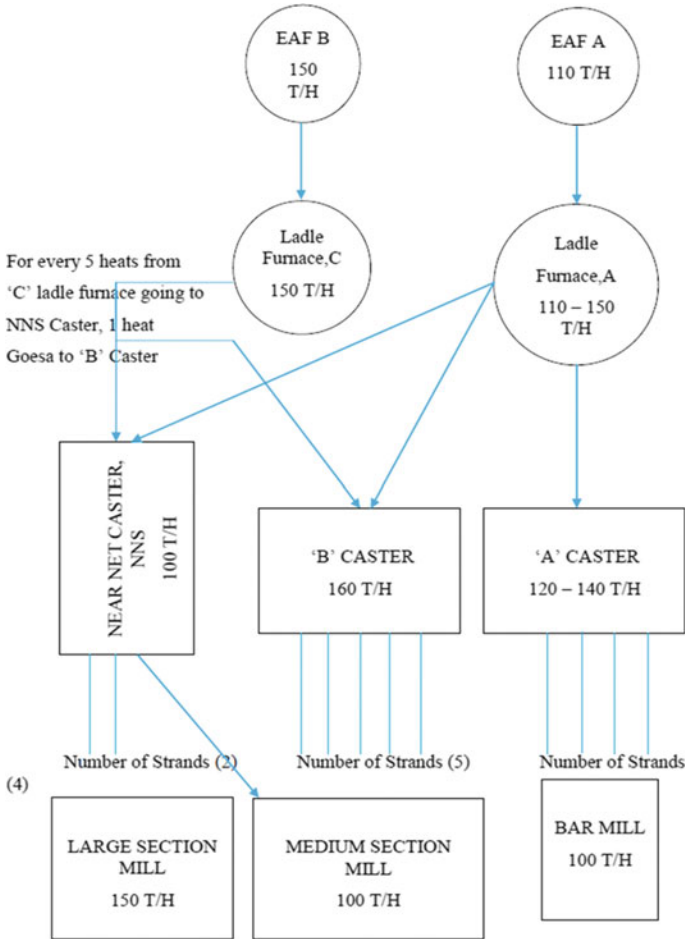 EAF B
150
T/H
EAF A
110 T/H
Ladle
Furnace,C
150 T/H
Ladle
Furnace,A
110 – 150
T/H
For every 5 heats from
‘C’ ladle furnace going to
NNS Caster, 1 heat
Goesa to ‘B’ Caster
NEAR NET CASTER,
NNS
100 T/H
‘B’ CASTER
160 T/H
‘A’ CASTER
120 – 140 T/H
Number of Strands (2)
Number of Strands (5)
Number of Strands
(4)
LARGE SECTION
MILL
150 T/H
MEDIUM SECTION
MILL
100 T/H
BAR MILL
100 T/H